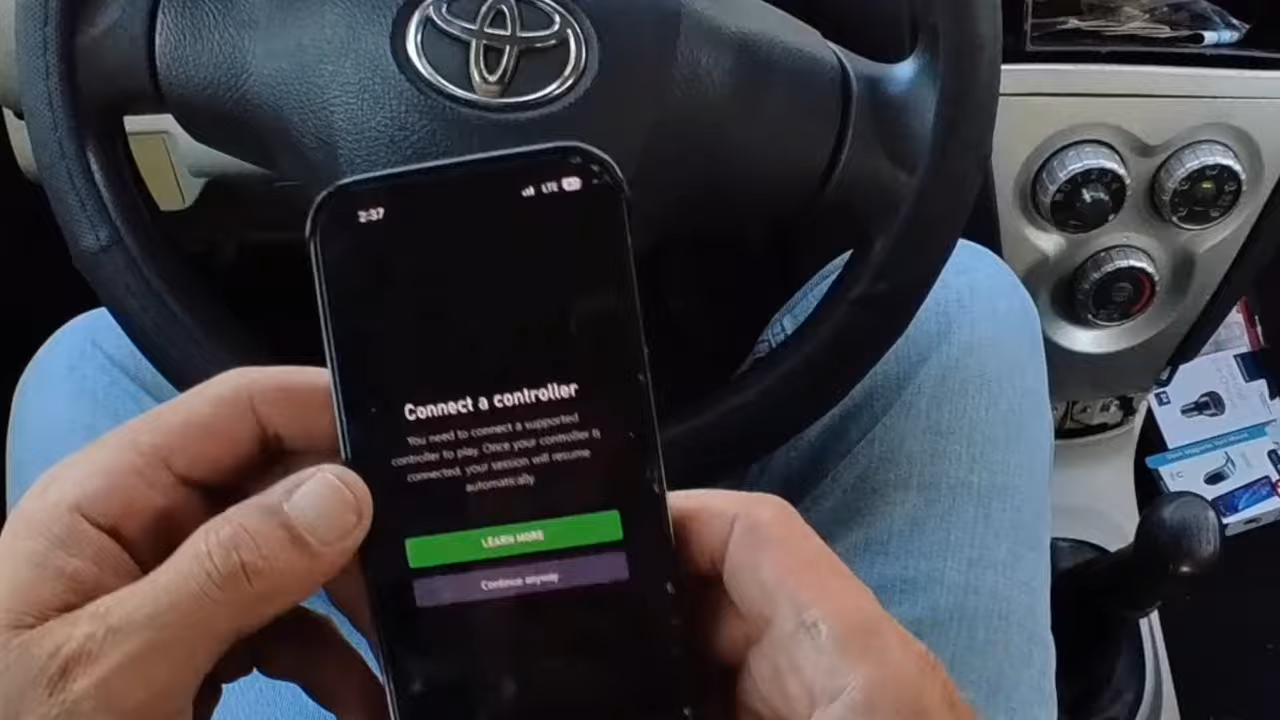 2:37
LTE
Connect a controller
You need to connect a supported
controller to play. Once your controller is
connected, your session will resume
automatically
LEARN MORE
Continue anyway